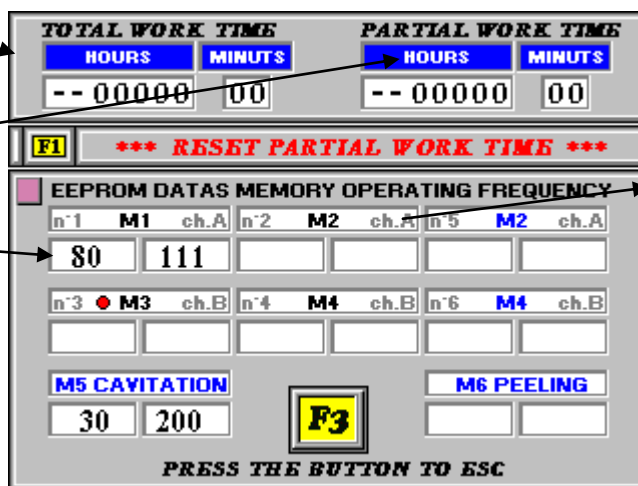 TOTAL WORK TIME PARTIAL WORK TIME
HOURS MINUTS HOURS MINUTS
--00000 00 --00000 00
F1 *** RESET PARTIAL WORK TIME ***
EEPROM DATAS MEMORY OPERATING FREQUENCY
n°1 M1 ch.A n°2 M2 ch.A n°5 M2 ch.A
80 111
n°3 M3 ch.B n°4 M4 ch.B n°6 M4 ch.B
M5 CAVITATION M6 PEELING
30 200 F3
PRESS THE BUTTON TO ESC